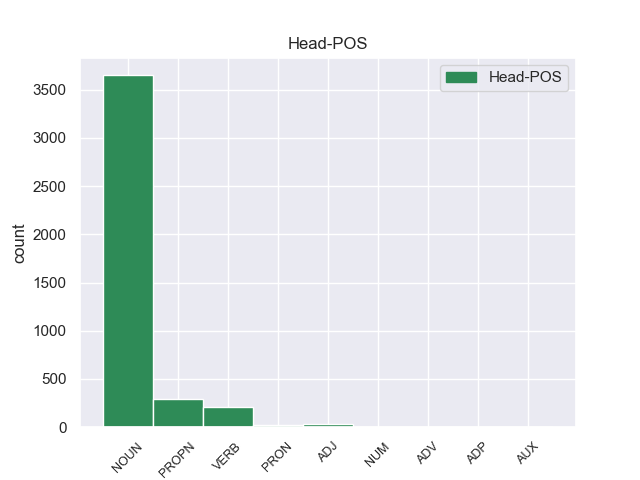 Head-POS
Head-POS
3500
3000
2500
2000
1500
1000
500
0
count
NOUN PROPN VERB PRON ADJ NUM ADV ADP AUX